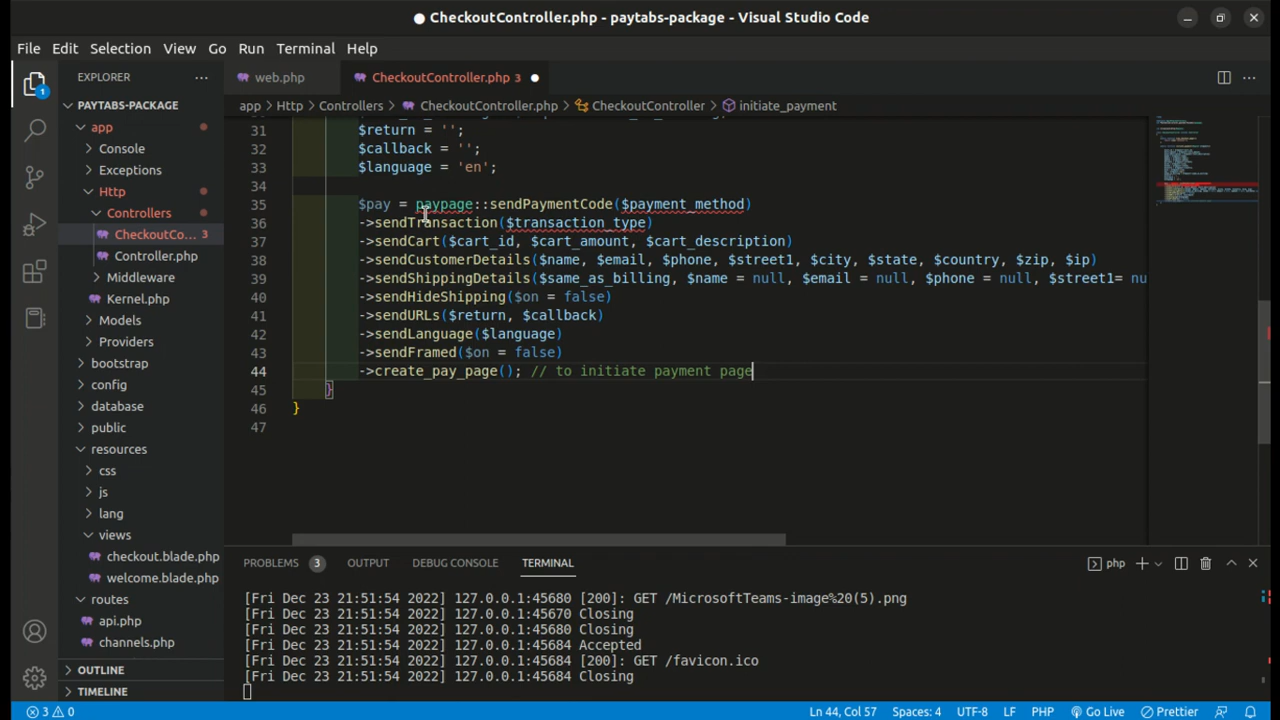 ● CheckoutController.php - paytabs-package - Visual Studio Code
File Edit Selection View Go Run Terminal Help
EXPLORER ...
web.php
CheckoutController.php 3 ●
1
PAYTABS-PACKAGE
app > Http > Controllers > CheckoutController.php > CheckoutController > initiate_payment
app
Console
Exceptions
Http
Controllers
CheckoutCo... 3
Controller.php
Middleware
Kernel.php
Models
Providers
bootstrap
config
database
public
resources
css
js
lang
views
checkout.blade.php
welcome.blade.php
routes
api.php
channels.php
OUTLINE
TIMELINE
31 $return = '';
32 $callback = '';
33 $language = 'en';
34
35 $pay = paypage::sendPaymentCode($payment_method)
36 ->sendTransaction($transaction_type)
37 ->sendCart($cart_id, $cart_amount, $cart_description)
38 ->sendCustomerDetails($name, $email, $phone, $street1, $city, $state, $country, $zip, $ip)
39 ->sendShippingDetails($same_as_billing, $name = null, $email = null, $phone = null, $street1= nu
40 ->sendHideShipping($on = false)
41 ->sendURLs($return, $callback)
42 ->sendLanguage($language)
43 ->sendFramed($on = false)
44 ->create_pay_page(); // to initiate payment page
45 }
46 }
47
PROBLEMS 3 OUTPUT DEBUG CONSOLE TERMINAL
php
[Fri Dec 23 21:51:54 2022] 127.0.0.1:45680 [200]: GET /MicrosoftTeams-image%20(5).png
[Fri Dec 23 21:51:54 2022] 127.0.0.1:45670 Closing
[Fri Dec 23 21:51:54 2022] 127.0.0.1:45680 Closing
[Fri Dec 23 21:51:54 2022] 127.0.0.1:45684 Accepted
[Fri Dec 23 21:51:54 2022] 127.0.0.1:45684 [200]: GET /favicon.ico
[Fri Dec 23 21:51:54 2022] 127.0.0.1:45684 Closing
3 0 Ln 44, Col 57 Spaces: 4 UTF-8 LF PHP Go Live Prettier